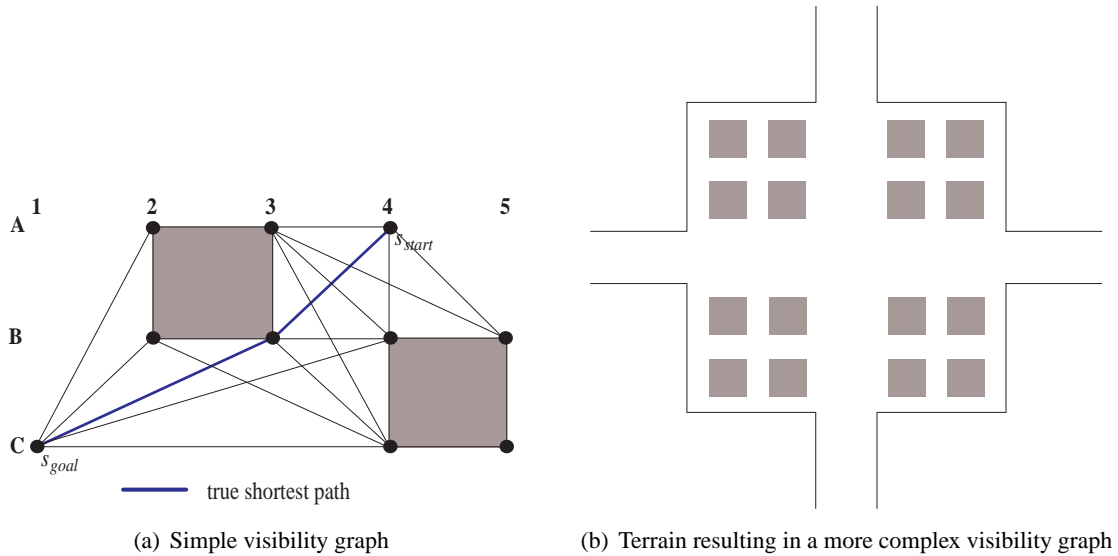 1 2 3 4 5
A
s_start
B
C
s_goal
true shortest path
(a) Simple visibility graph
(b) Terrain resulting in a more complex visibility graph